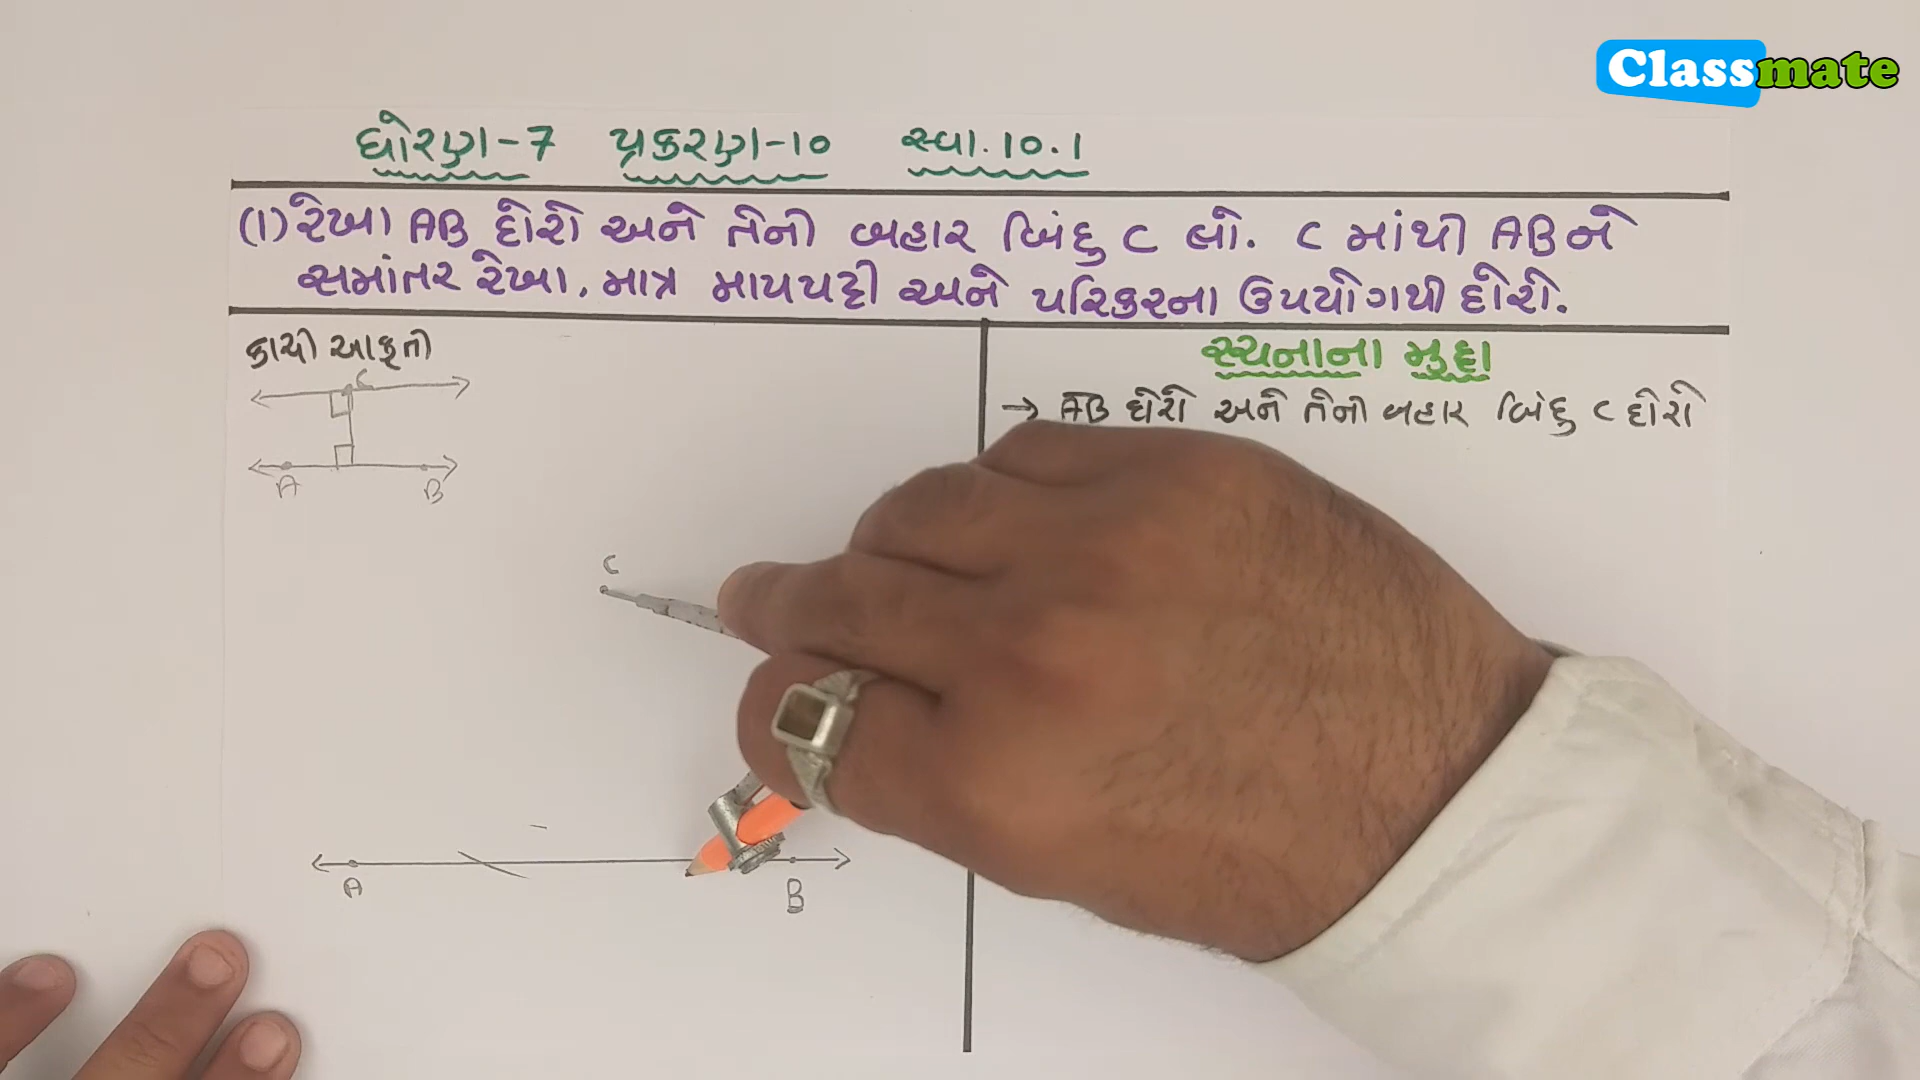 Classmate
ધોરણ-7 પ્રકરણ-10 સ્વા.10.1
(1) રેખા AB દોરો અને તેની બહાર બિંદુ C લો. C માંથી ABને
સમાંતર રેખા, માત્ર માપપટ્ટી અને પરિકરના ઉપયોગથી દોરો.
કાચી આકૃતી
C
A B
રચનાના મુદ્દા
→ AB દોરો અને તેની બહાર બિંદુ C દોરો
C
A B